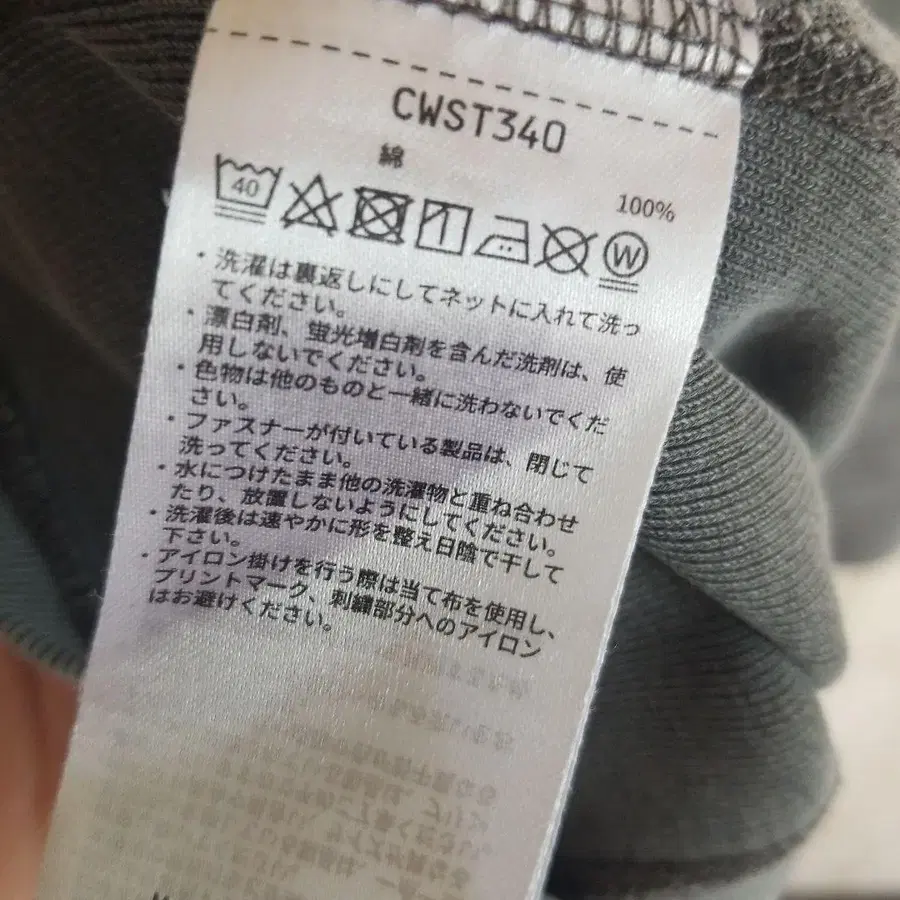 CWST340
綿
100%
40
W
・洗濯は裏返しにしてネットに入れて洗っ
てください。
・漂白剤、蛍光増白剤を含んだ洗剤は、使
用しないでください。
・色物は他のものと一緒に洗わないでくだ
さい。
・ファスナーが付いている製品は、閉じて
洗ってください。
・水につけたまま他の洗濯物と重ね合わせ
たり、放置しないようにしてください。
・洗濯後は速やかに形を整え日陰で干して
下さい。
・アイロン掛けを行う際は当て布を使用し、
プリントマーク、刺繍部分へのアイロン
はお避けください。